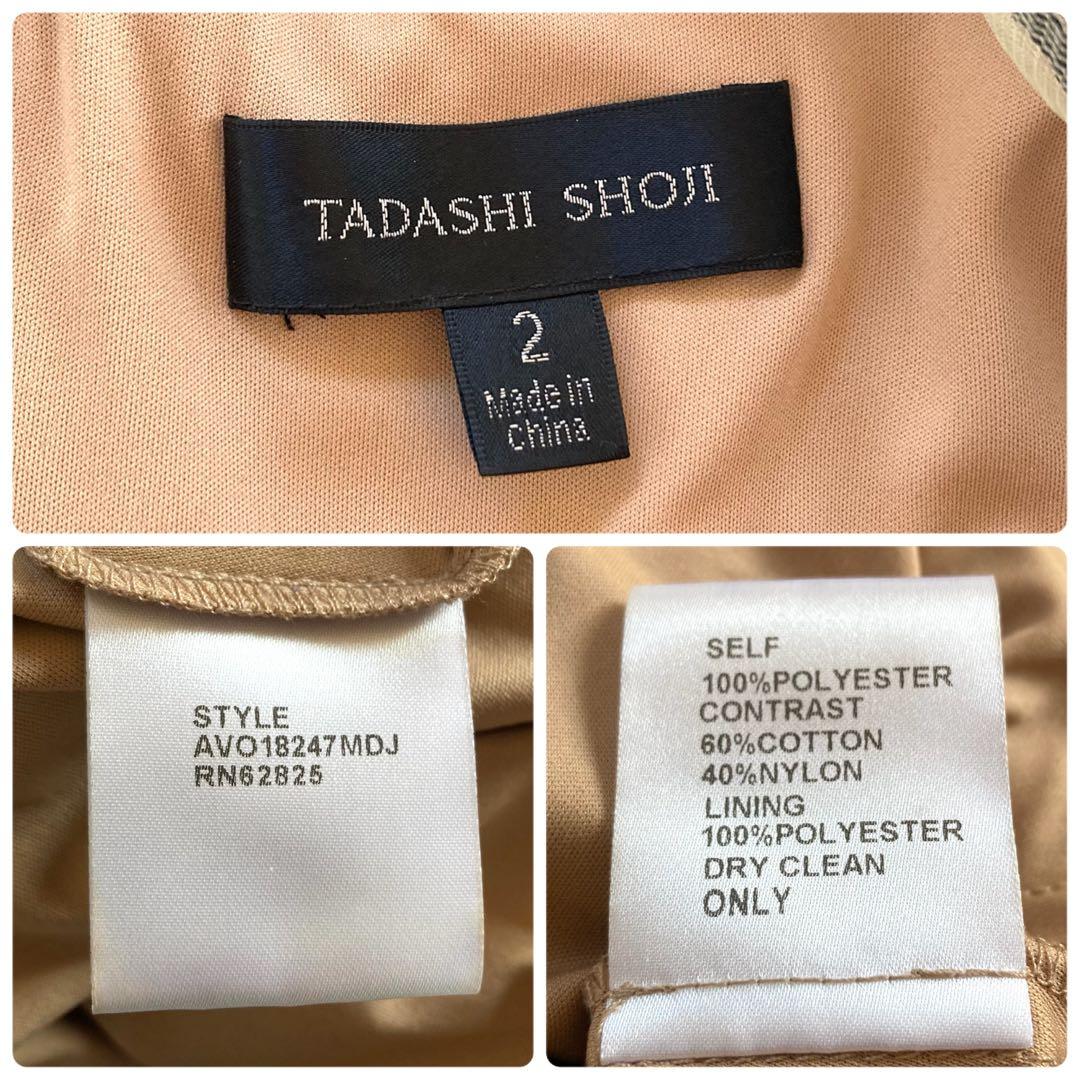 TADASHI SHOJI
2
Made in
China
STYLE
AVO18247MDJ
RN62825
SELF
100%POLYESTER
CONTRAST
60%COTTON
40%NYLON
LINING
100%POLYESTER
DRY CLEAN
ONLY